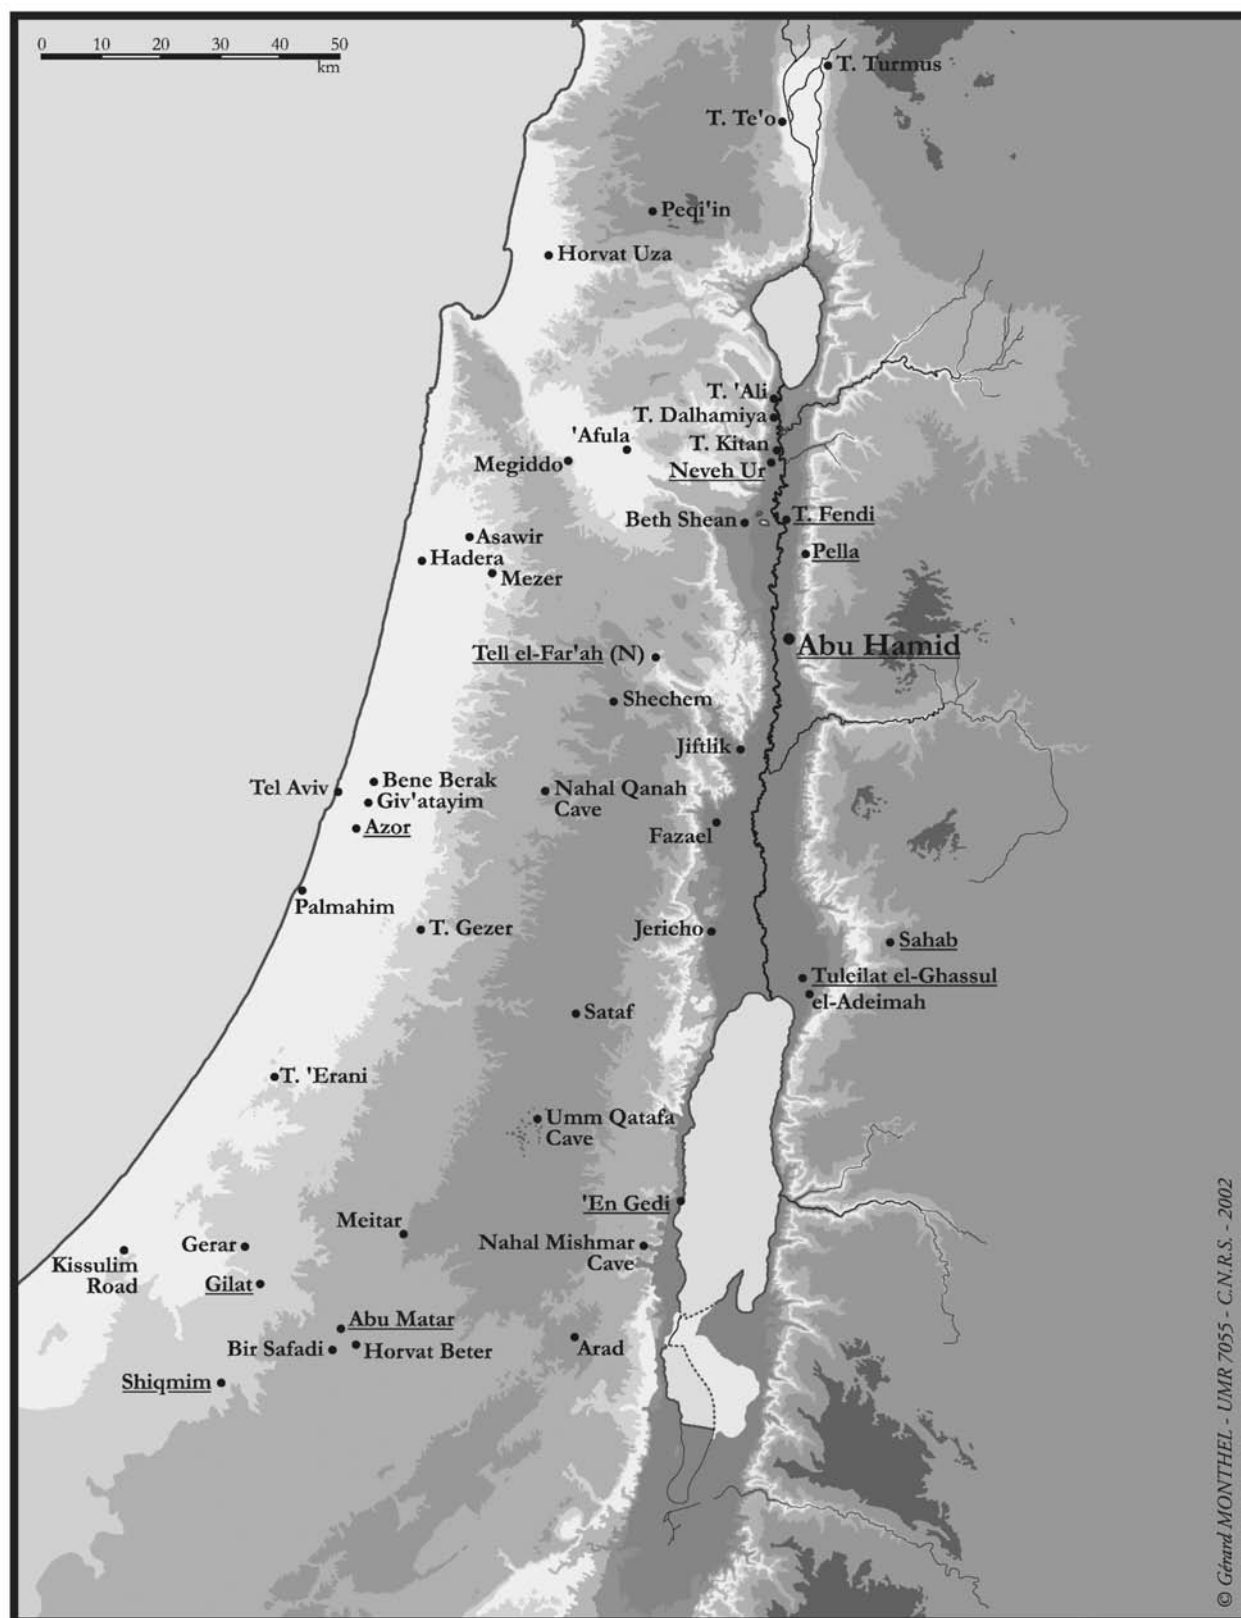 0 10 20 30 40 50
km
T. Turmus
T. Te'o
Peqi'in
Horvat Uza
T. 'Ali
T. Dalhamiya
'Afula
T. Kitan
Megiddo
Neveh Ur
Beth Shean
T. Fendi
Asawir
Pella
Hadera
Mezer
Abu Hamid
Tell el-Far'ah (N)
Shechem
Jiftlik
Tel Aviv
Bene Berak
Nahal Qanah
Cave
Giv'atayim
Azor
Fazael
Palmahim
T. Gezer
Jericho
Sahab
Tuleilat el-Ghassul
el-Adeimah
Sataf
T. 'Erani
Umm Qatafa
Cave
'En Gedi
Meitar
Gerar
Nahal Mishmar
Cave
Kissulim
Road
Gilat
Abu Matar
Bir Safadi
Horvat Beter
Arad
Shiqmim
© Gérard MONTHEL - UMR 7055 - C.N.R.S. - 2002